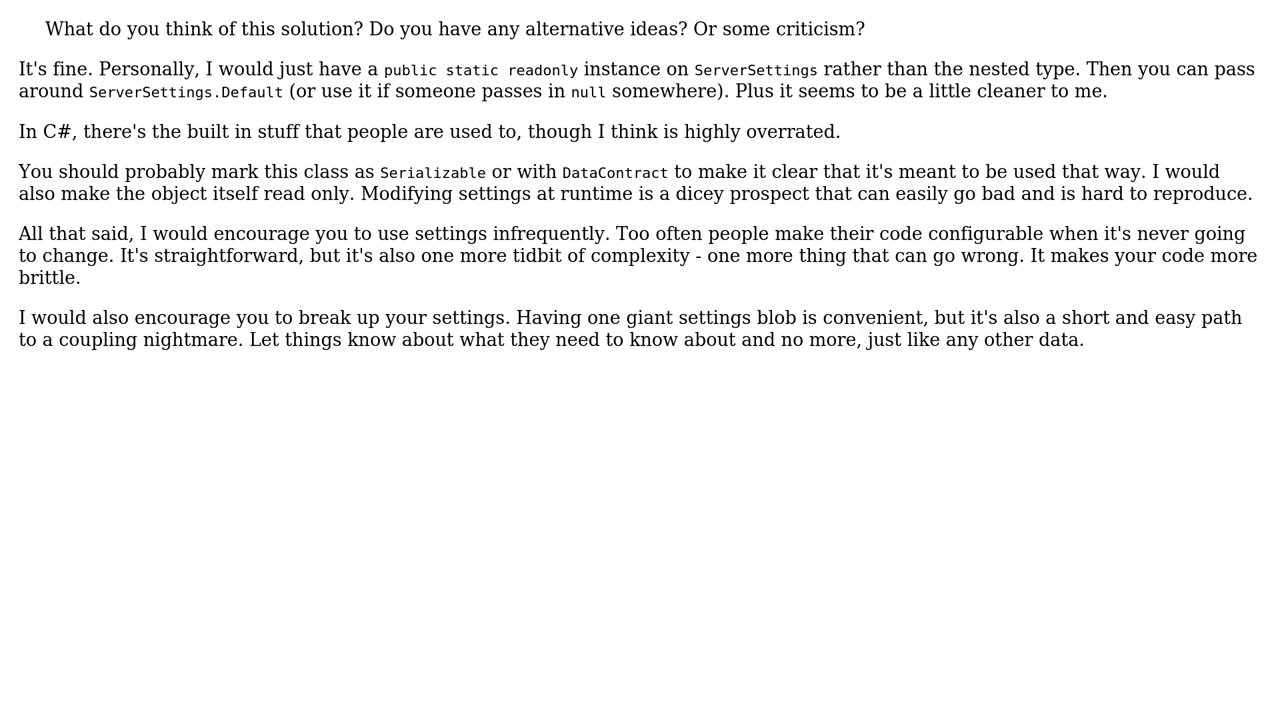 What do you think of this solution? Do you have any alternative ideas? Or some criticism?
It's fine. Personally, I would just have a public static readonly instance on ServerSettings rather than the nested type. Then you can pass
around ServerSettings.Default (or use it if someone passes in null somewhere). Plus it seems to be a little cleaner to me.
In C#, there's the built in stuff that people are used to, though I think is highly overrated.
You should probably mark this class as Serializable or with DataContract to make it clear that it's meant to be used that way. I would
also make the object itself read only. Modifying settings at runtime is a dicey prospect that can easily go bad and is hard to reproduce.
All that said, I would encourage you to use settings infrequently. Too often people make their code configurable when it's never going
to change. It's straightforward, but it's also one more tidbit of complexity - one more thing that can go wrong. It makes your code more
brittle.
I would also encourage you to break up your settings. Having one giant settings blob is convenient, but it's also a short and easy path
to a coupling nightmare. Let things know about what they need to know about and no more, just like any other data.